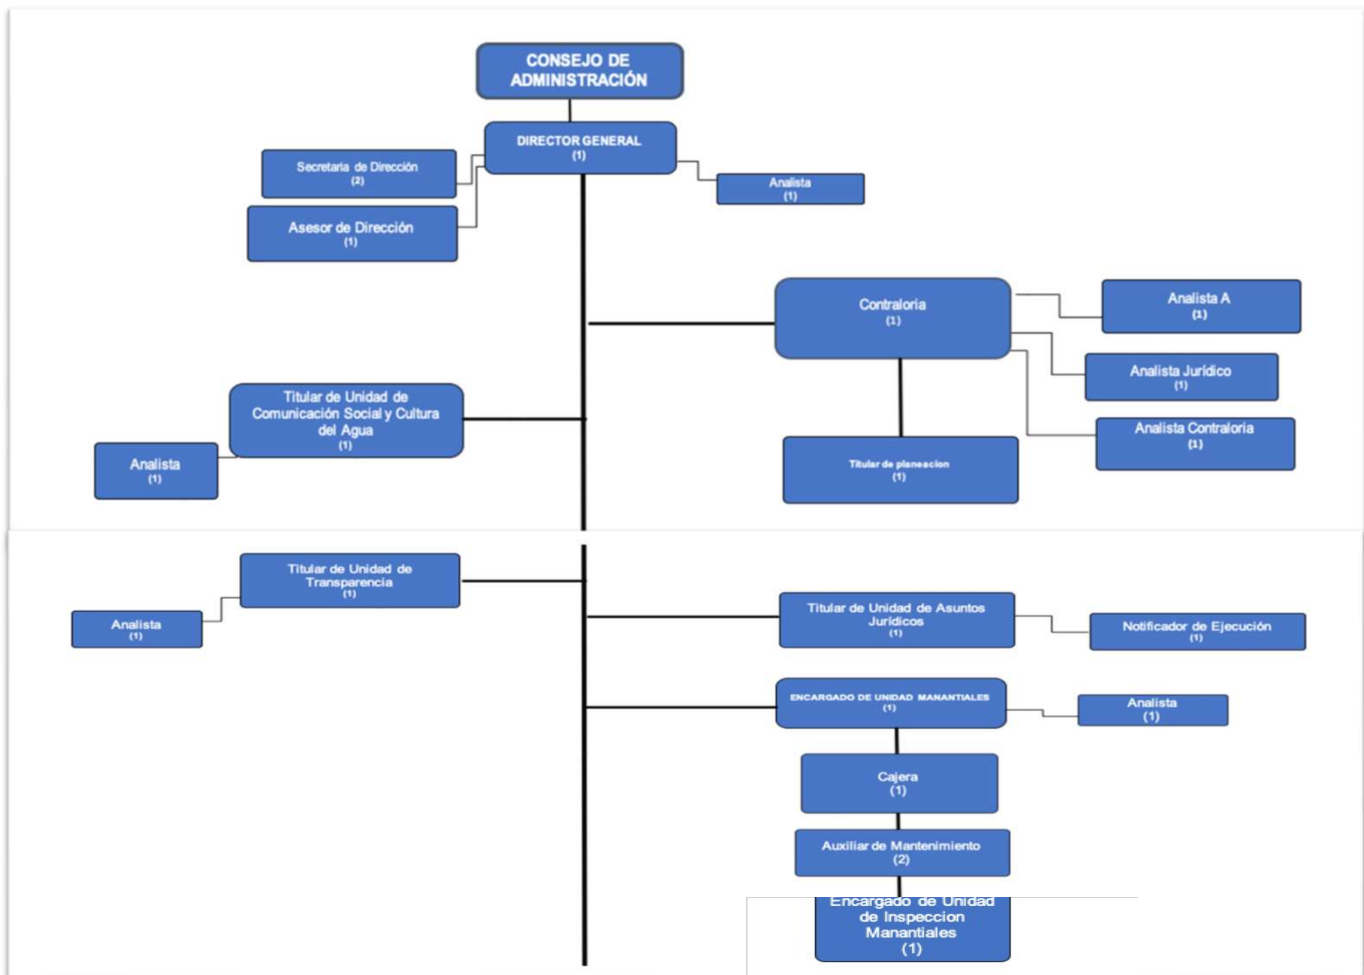 CONSEJO DE
ADMINISTRACIÓN
DIRECTOR GENERAL
(1)
Secretaria de Dirección
(2)
Analista
(1)
Asesor de Dirección
(1)
Contraloria
(1)
Analista A
(1)
Analista Jurídico
(1)
Titular de Unidad de
Comunicación Social y Cultura
del Agua
(1)
Analista Contraloria
(1)
Analista
(1)
Titular de planeacion
(1)
Titular de Unidad de
Transparencia
(1)
Analista
(1)
Titular de Unidad de Asuntos
Jurídicos
(1)
Notificador de Ejecución
(1)
ENCARGADO DE UNIDAD MANANTIALES
(1)
Analista
(1)
Cajera
(1)
Auxiliar de Mantenimiento
(2)
Encargado de Unidad
de Inspeccion
Manantiales
(1)